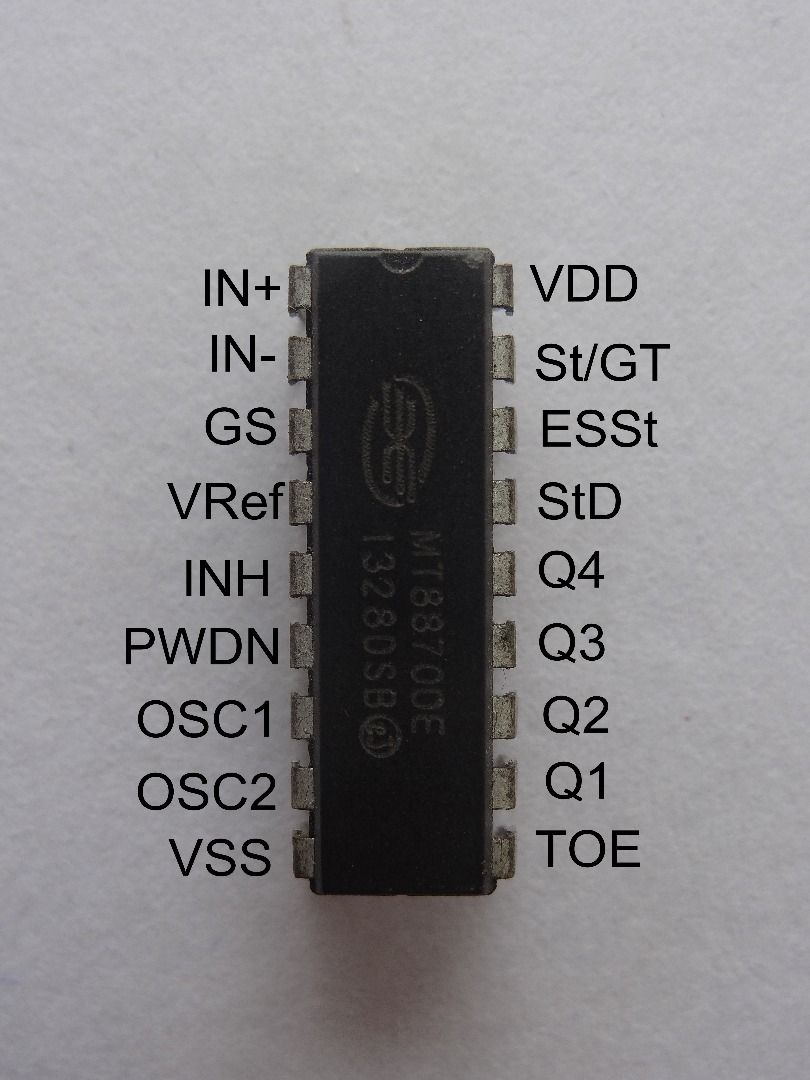 IN+
VDD
IN-
St/GT
GS
ESSt
VRef
StD
INH
Q4
PWDN
Q3
OSC1
Q2
OSC2
Q1
VSS
TOE
MT8870DE
13280SB e3